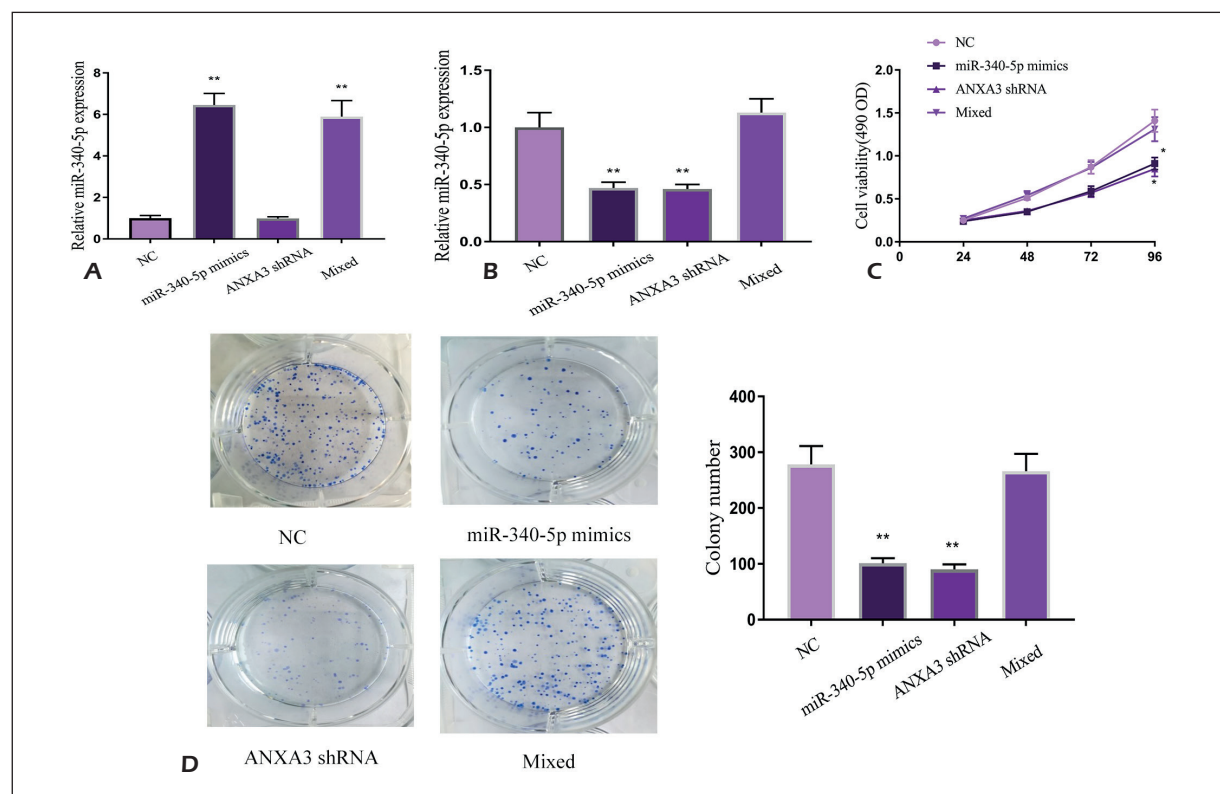 Relative miR-340-5p expression
8
6
4
2
0
**
**
NC
miR-340-5p mimics
ANXA3 shRNA
Mixed
A
Relative miR-340-5p expression
1.5
1.0
0.5
0.0
**
**
NC
miR-340-5p mimics
ANXA3 shRNA
Mixed
B
NC
miR-340-5p mimics
ANXA3 shRNA
Mixed
Cell viability(490 OD)
2.0
1.5
1.0
0.5
0.0
*
*
0 24 48 72 96
C
NC
miR-340-5p mimics
ANXA3 shRNA
Mixed
D
Colony number
400
300
200
100
0
**
**
NC
miR-340-5p mimics
ANXA3 shRNA
Mixed